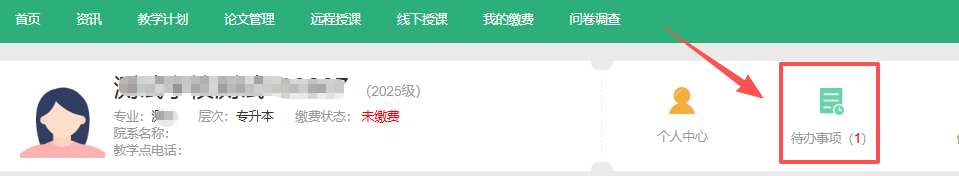 首页 资讯 教学计划 论文管理 远程授课 线下授课 我的缴费 问卷调查
(2025级)
专业: 层次: 专升本 缴费状态: 未缴费
院系名称:
教学点电话:
个人中心 待办事项（1）